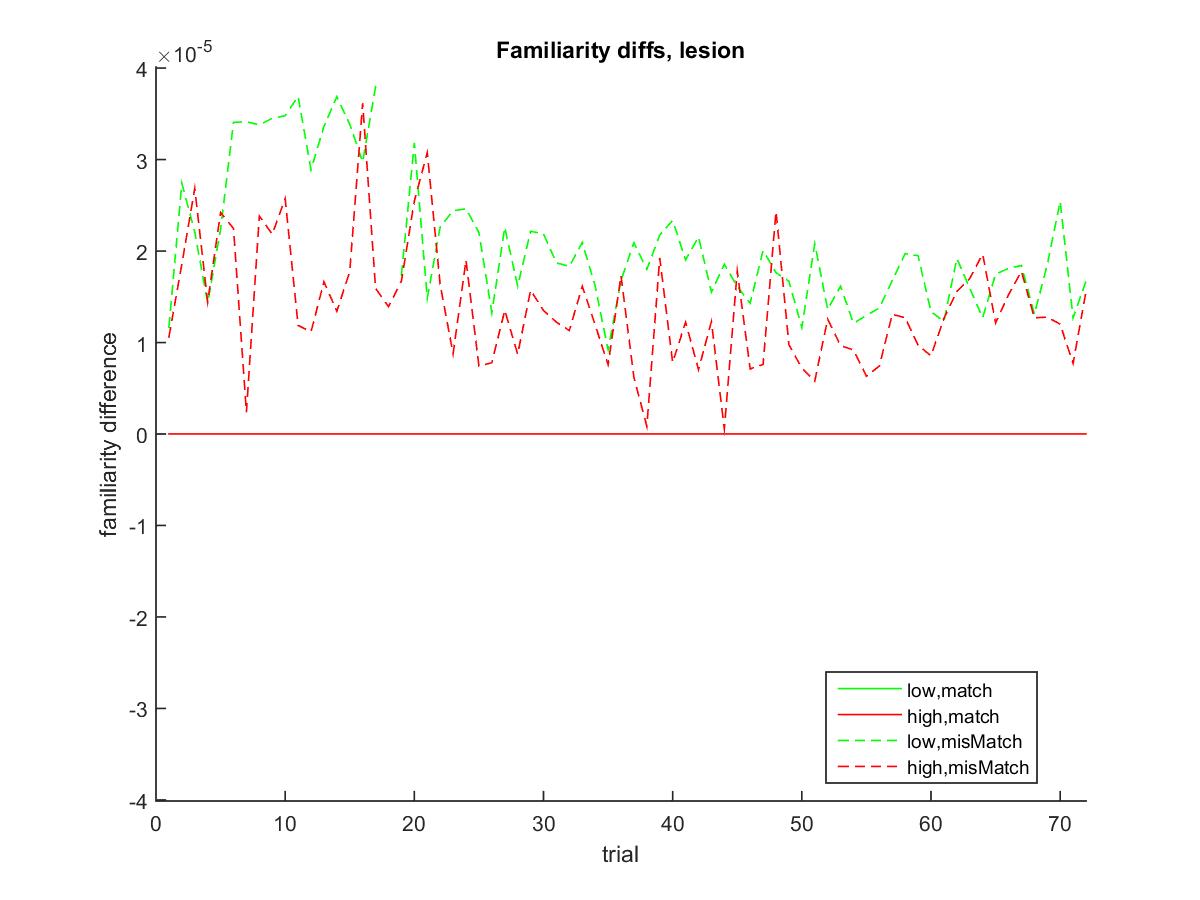 Familiarity diffs, lesion
×10-5
4
3
2
1
0
-1
-2
-3
-4
familiarity difference
0 10 20 30 40 50 60 70
trial
low,match
high,match
low,misMatch
high,misMatch